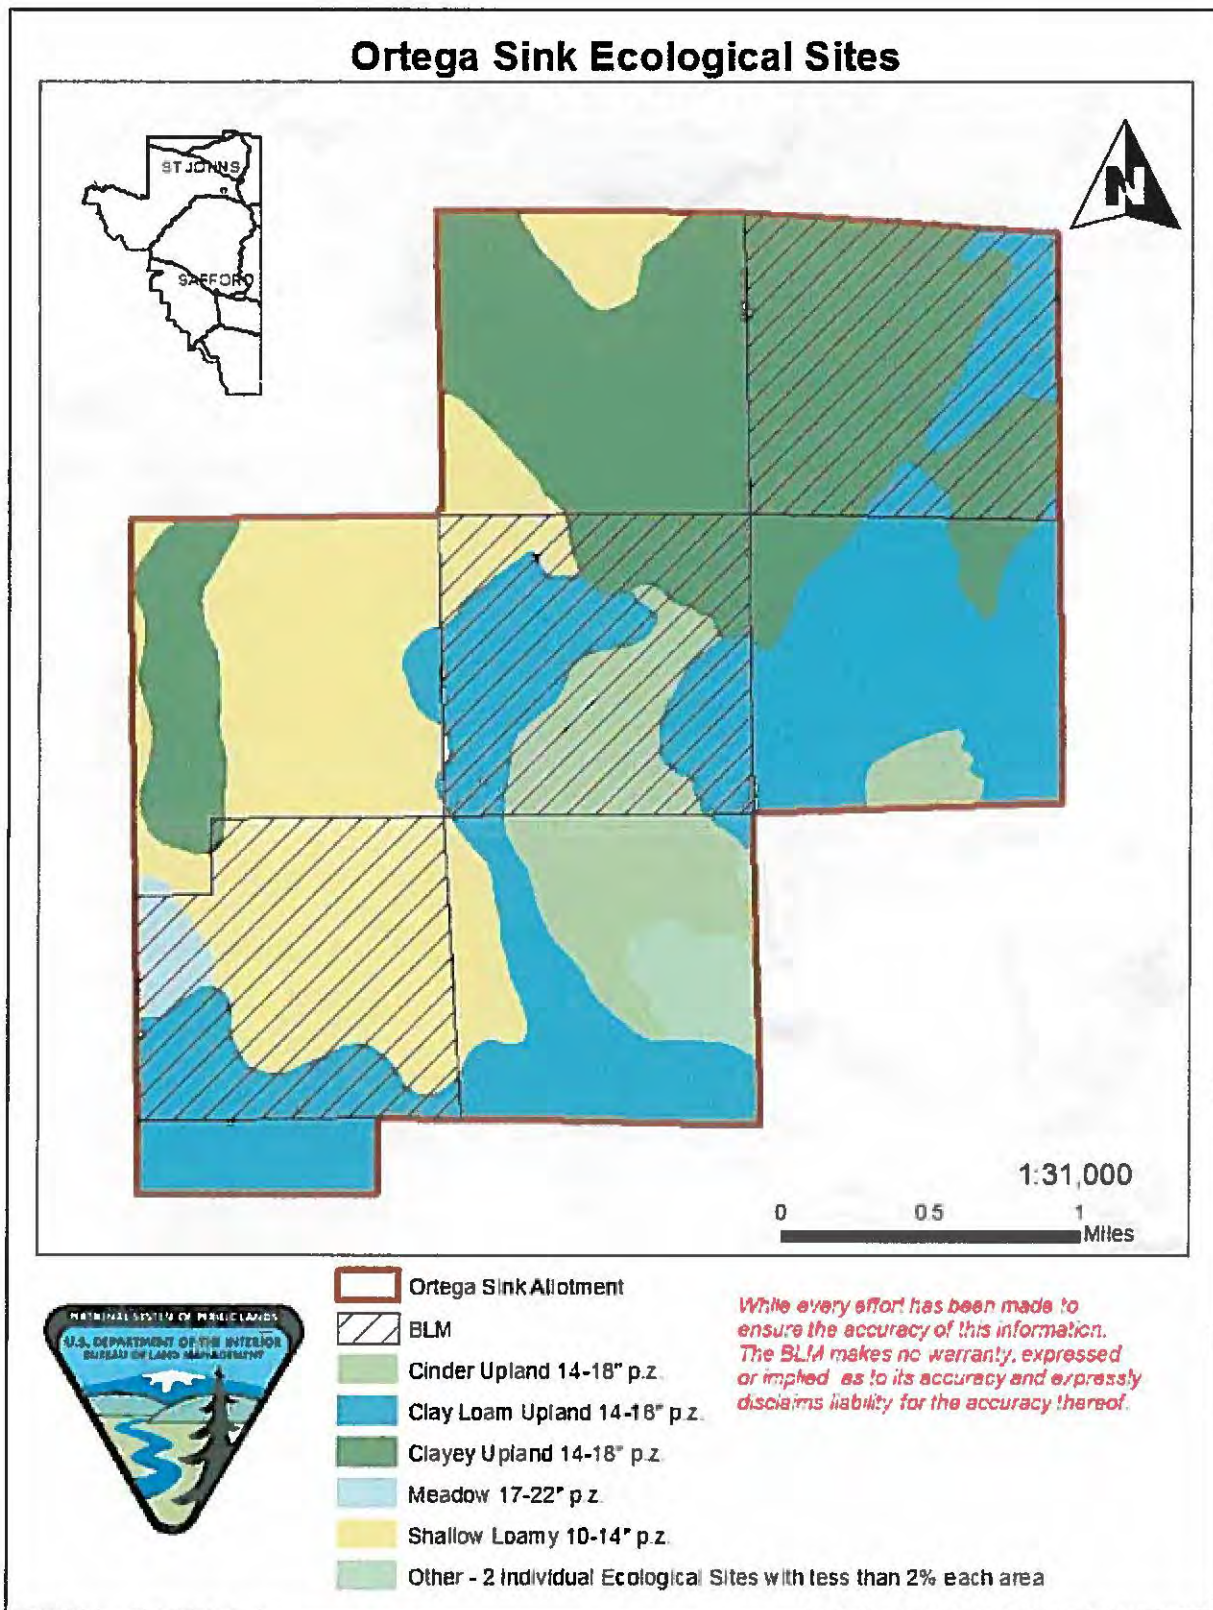 Ortega Sink Ecological Sites
ST JOHNS
SAFFORD
N
1:31,000
0 0.5 1
Miles
NATIONAL SYSTEM OF PUBLIC LANDS
U.S. DEPARTMENT OF THE INTERIOR
BUREAU OF LAND MANAGEMENT
Ortega Sink Allotment
BLM
Cinder Upland 14-18" p.z.
Clay Loam Upland 14-18" p.z.
Clayey Upland 14-18" p.z.
Meadow 17-22" p.z.
Shallow Loamy 10-14" p.z.
Other - 2 Individual Ecological Sites with less than 2% each area
While every effort has been made to
ensure the accuracy of this information.
The BLM makes no warranty, expressed
or implied as to its accuracy and expressly
disclaims liability for the accuracy thereof.